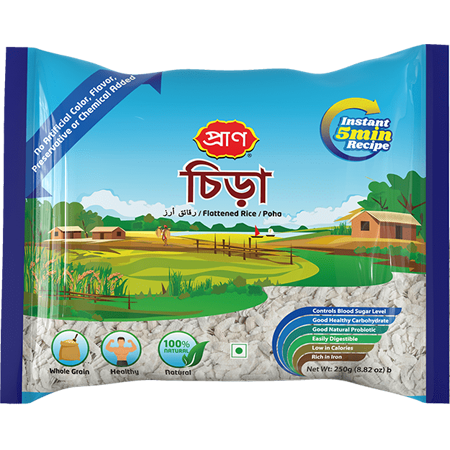 No Artificial Color, Flavor,
Preservative or Chemical Added
প্রাণ
®
Instant
5min
Recipe
চিড়া
رقائق أرز / Flattened Rice / Poha
Controls Blood Sugar Level
Good Healthy Carbohydrate
Good Natural Probiotic
Easily Digestible
Low in Calories
Rich in Iron
100%
NATURAL
Whole Grain
Healthy
Natural
Net Wt: 250g (8.82 oz) b